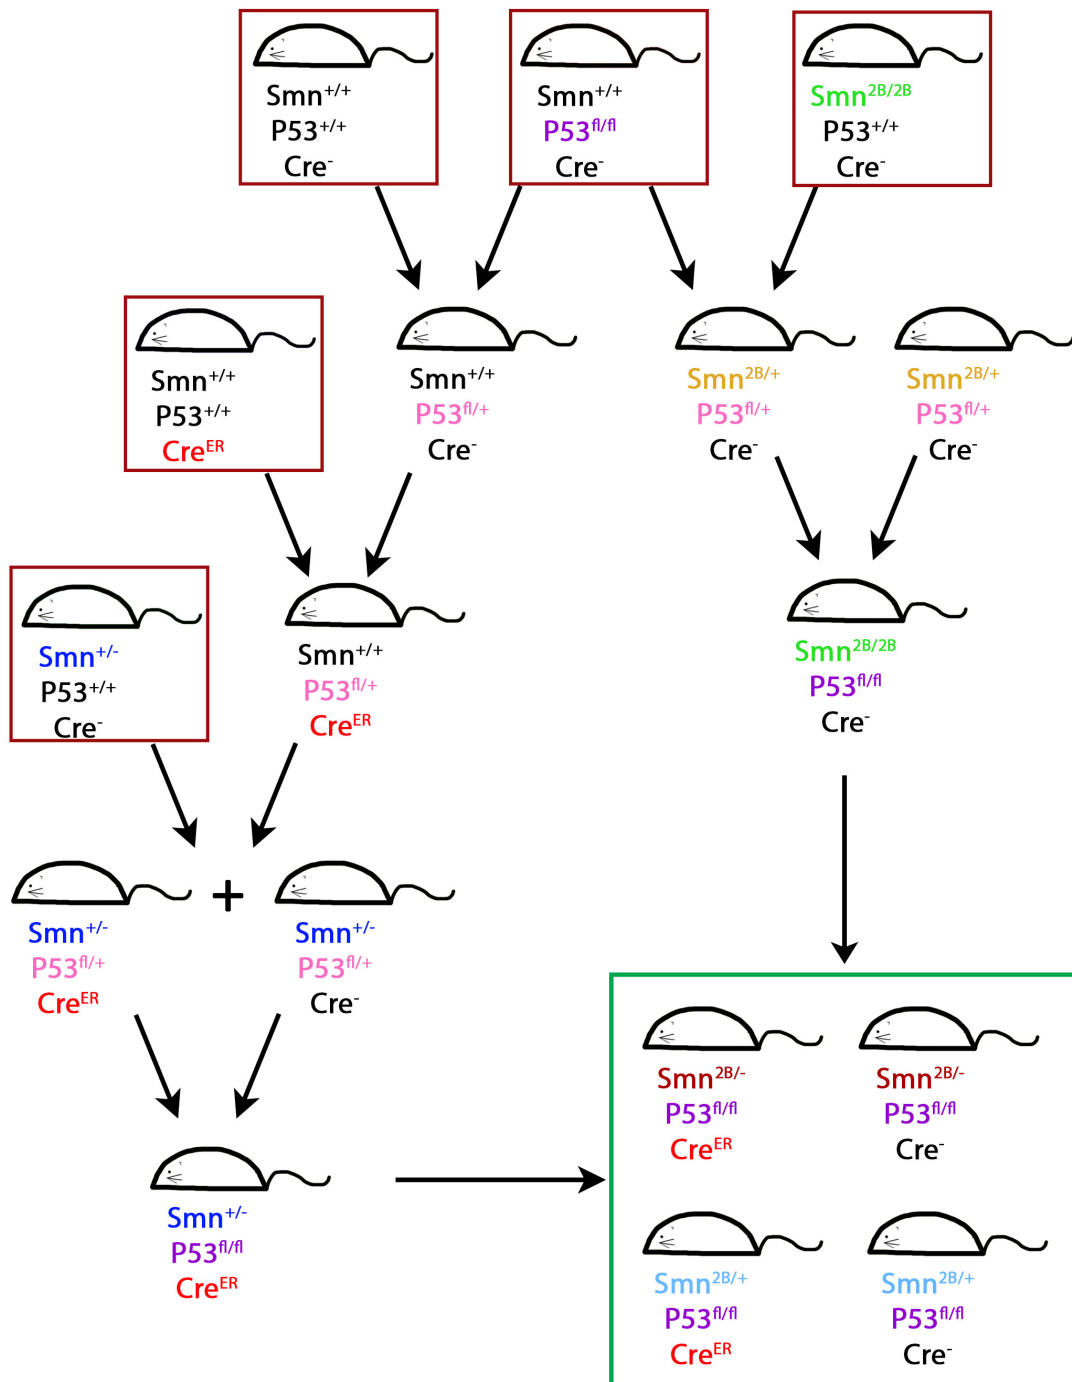 Smn+/+
P53+/+
Cre-
Smn+/+
P53fl/fl
Cre-
Smn2B/2B
P53+/+
Cre-
Smn+/+
P53+/+
CreER
Smn+/+
P53fl/+
Cre-
Smn2B/+
P53fl/+
Cre-
Smn2B/+
P53fl/+
Cre-
Smn+/-
P53+/+
Cre-
Smn+/+
P53fl/+
CreER
Smn2B/2B
P53fl/fl
Cre-
Smn+/-
P53fl/+
CreER
+
Smn+/-
P53fl/+
Cre-
Smn+/-
P53fl/fl
CreER
Smn2B/-
P53fl/fl
CreER
Smn2B/-
P53fl/fl
Cre-
Smn2B/+
P53fl/fl
CreER
Smn2B/+
P53fl/fl
Cre-